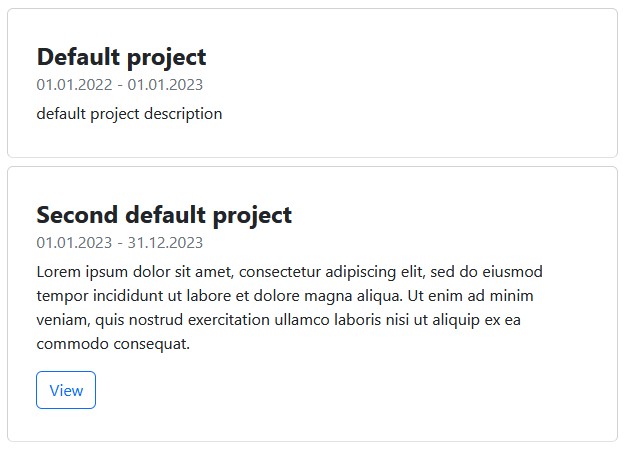 Default project
01.01.2022 - 01.01.2023
default project description
Second default project
01.01.2023 - 31.12.2023
Lorem ipsum dolor sit amet, consectetur adipiscing elit, sed do eiusmod
tempor incididunt ut labore et dolore magna aliqua. Ut enim ad minim
veniam, quis nostrud exercitation ullamco laboris nisi ut aliquip ex ea
commodo consequat.
View